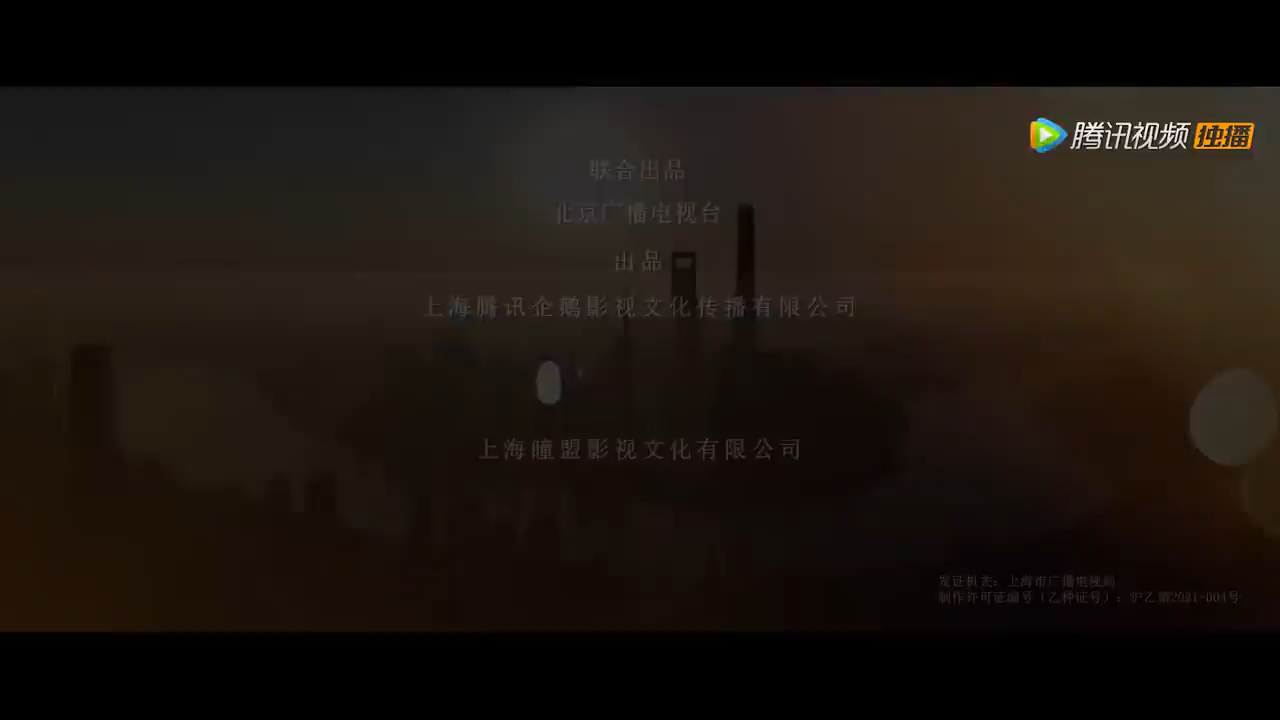 腾讯视频 独播
联合出品
北京广播电视台
出品
上海腾讯企鹅影视文化传播有限公司
上海瞳盟影视文化有限公司
发证机关：上海市广播电视局
制作许可证编号（乙种证号）：沪乙第2021-004号